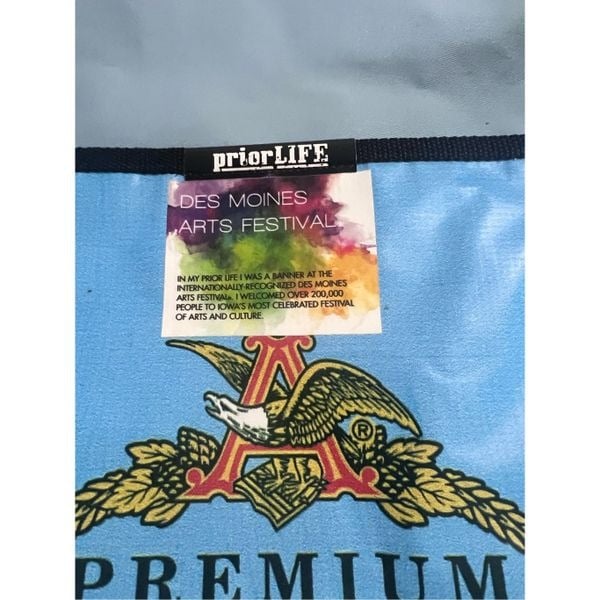 priorLIFE
DES MOINES
ARTS FESTIVAL
IN MY PRIOR LIFE I WAS A BANNER AT THE
INTERNATIONALLY-RECOGNIZED DES MOINES
ARTS FESTIVAL®. I WELCOMED OVER 200,000
PEOPLE TO IOWA'S MOST CELEBRATED FESTIVAL
OF ARTS AND CULTURE.
A
®
PREMIUM